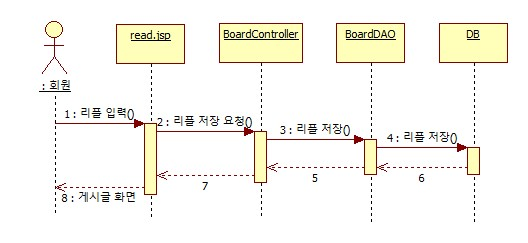 read.jsp
BoardController
BoardDAO
DB
: 회원
1 : 리플 입력()
2 : 리플 저장 요청()
3 : 리플 저장()
4 : 리플 저장()
5
6
7
8 : 게시글 화면